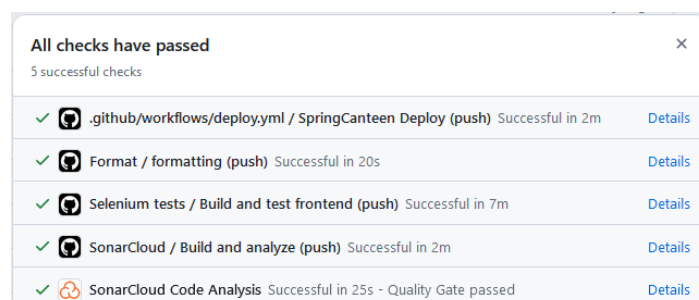 All checks have passed
5 successful checks
.github/workflows/deploy.yml / SpringCanteen Deploy (push) Successful in 2m Details
Format / formatting (push) Successful in 20s Details
Selenium tests / Build and test frontend (push) Successful in 7m Details
SonarCloud / Build and analyze (push) Successful in 2m Details
SonarCloud Code Analysis Successful in 25s - Quality Gate passed Details